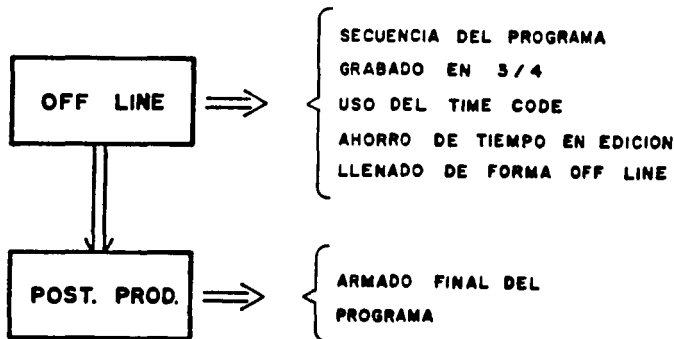 OFF LINE
SECUENCIA DEL PROGRAMA
GRABADO EN 3/4
USO DEL TIME CODE
AHORRO DE TIEMPO EN EDICION
LLENADO DE FORMA OFF LINE
POST. PROD.
ARMADO FINAL DEL
PROGRAMA